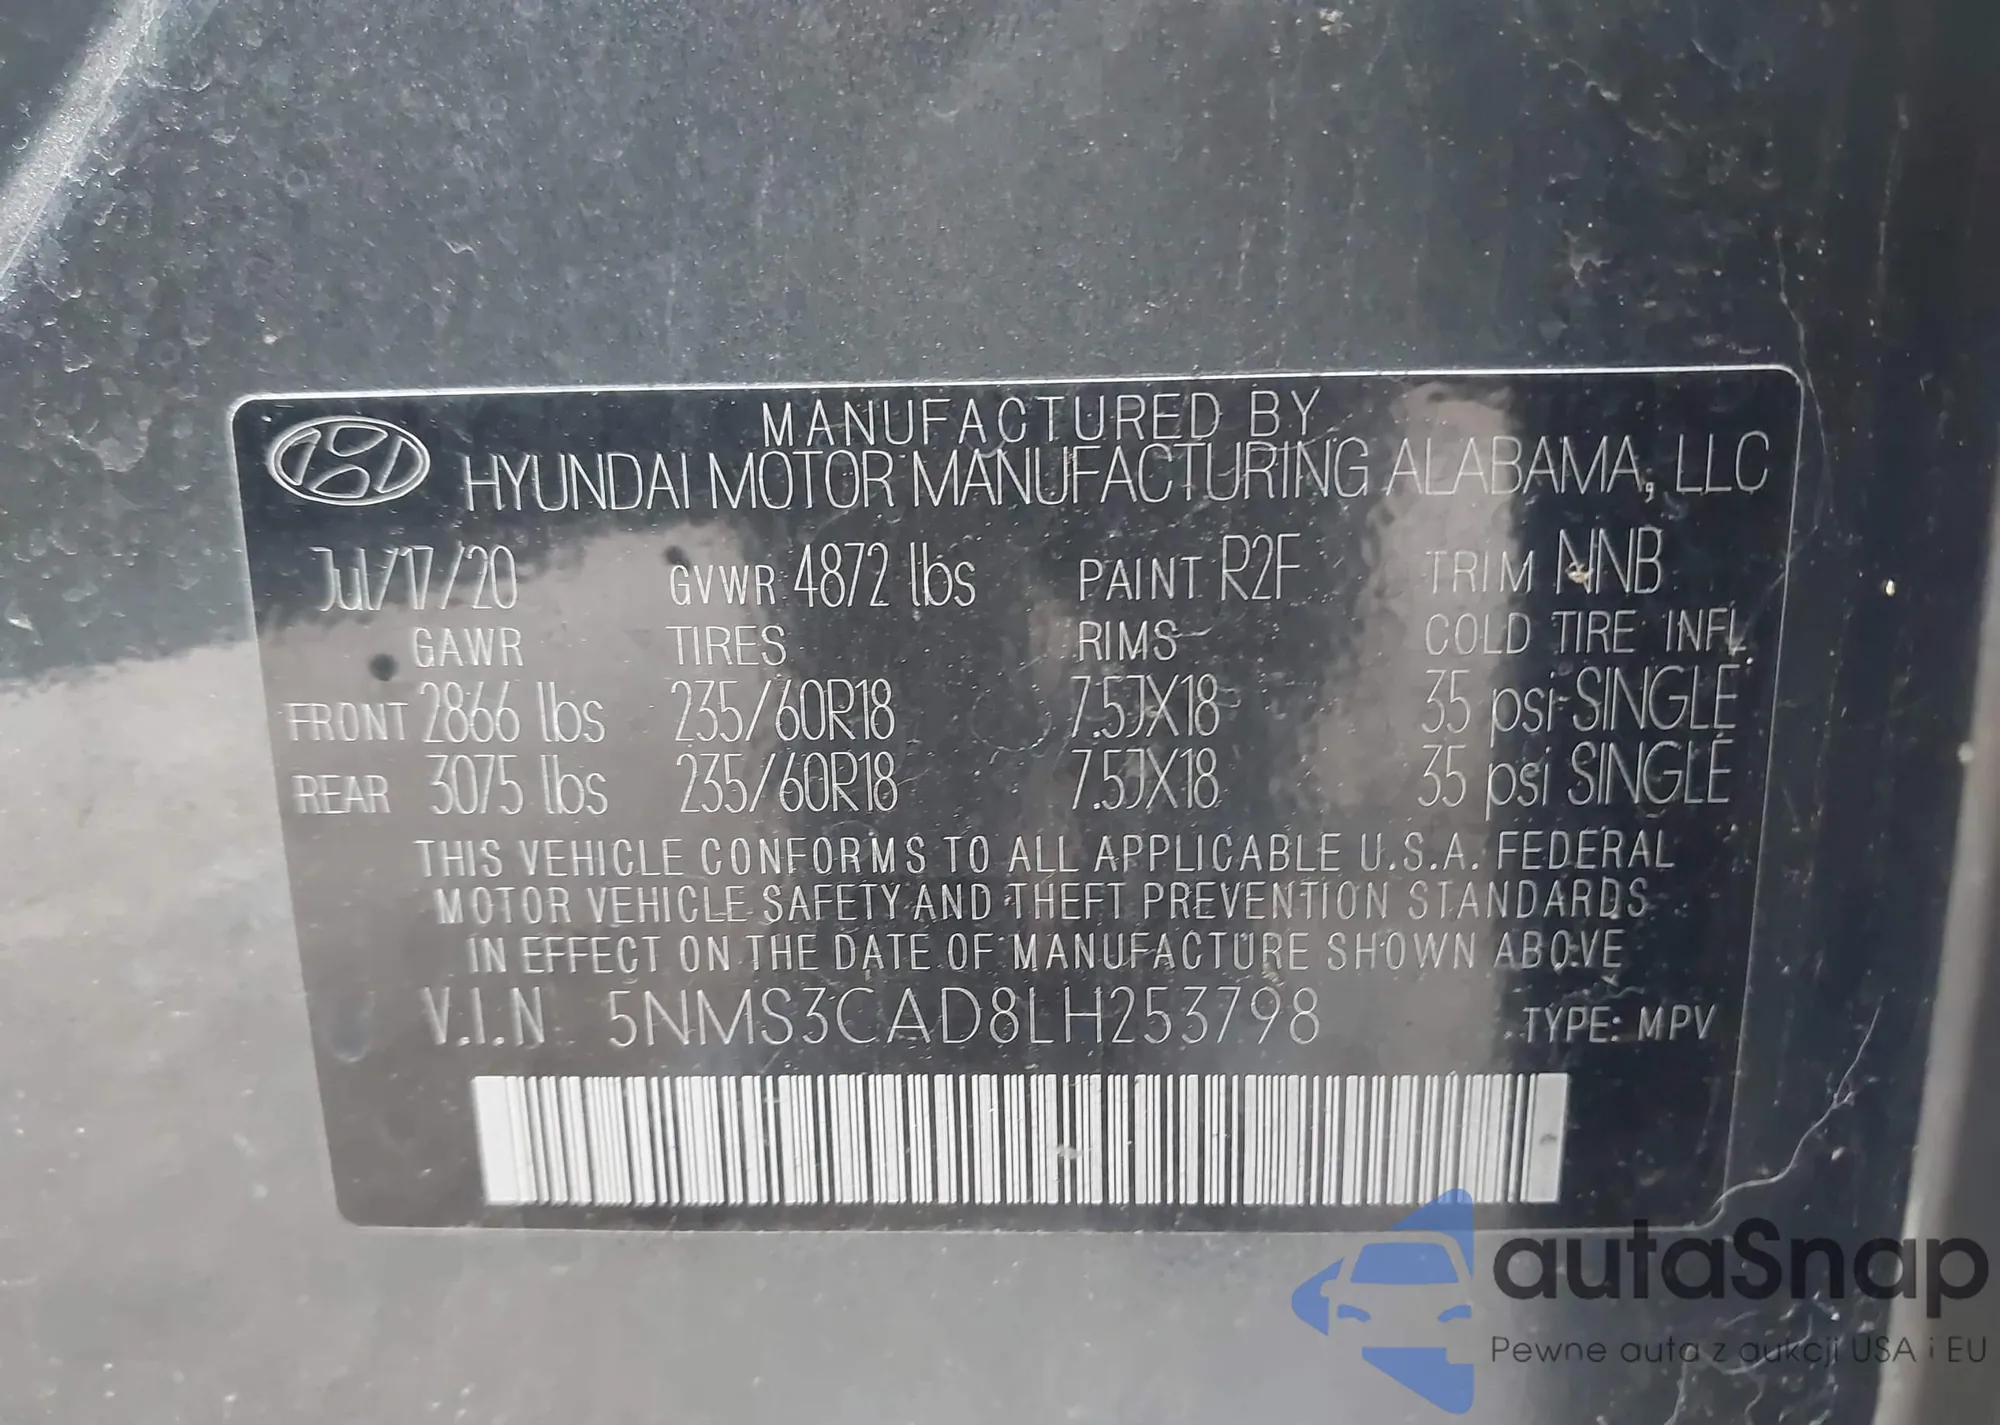 MANUFACTURED BY
HYUNDAI MOTOR MANUFACTURING ALABAMA, LLC
Jul/17/20 GVWR 4872 lbs PAINT R2F TRIM NNB
GAWR TIRES RIMS COLD TIRE INFL.
FRONT 2866 lbs 235/60R18 7.5JX18 35 psi SINGLE
REAR 3075 lbs 235/60R18 7.5JX18 35 psi SINGLE
THIS VEHICLE CONFORMS TO ALL APPLICABLE U.S.A. FEDERAL
MOTOR VEHICLE SAFETY AND THEFT PREVENTION STANDARDS
IN EFFECT ON THE DATE OF MANUFACTURE SHOWN ABOVE
V.I.N 5NMS3CAD8LH253798 TYPE: MPV
autaSnap
Pewne auta z aukcji USA i EU